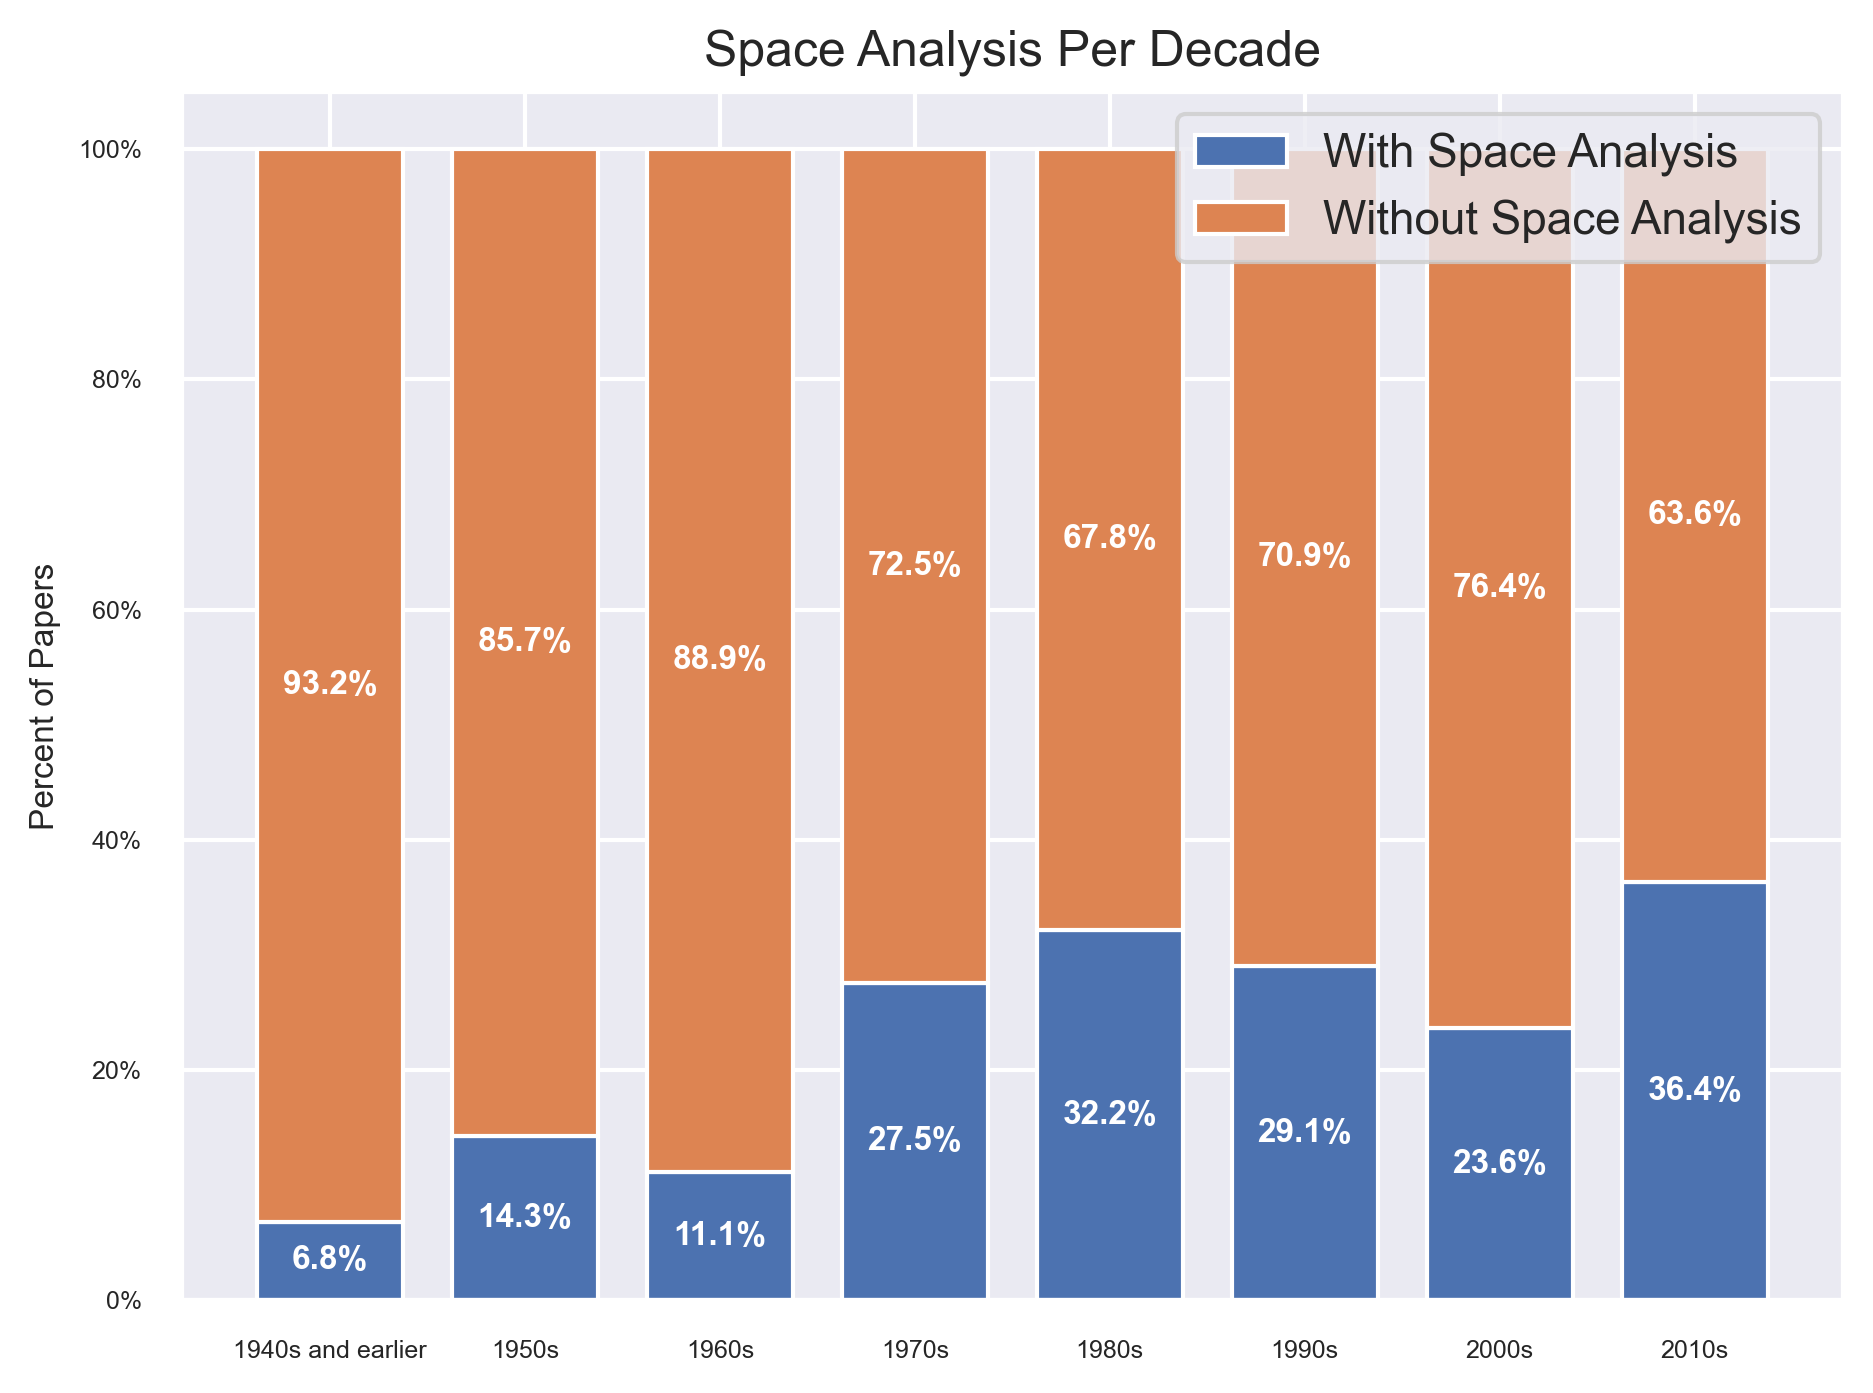 Space Analysis Per Decade
With Space Analysis
Without Space Analysis
Percent of Papers
100%
80%
60%
40%
20%
0%
93.2%
85.7%
88.9%
72.5%
67.8%
70.9%
76.4%
63.6%
6.8%
14.3%
11.1%
27.5%
32.2%
29.1%
23.6%
36.4%
1940s and earlier
1950s
1960s
1970s
1980s
1990s
2000s
2010s